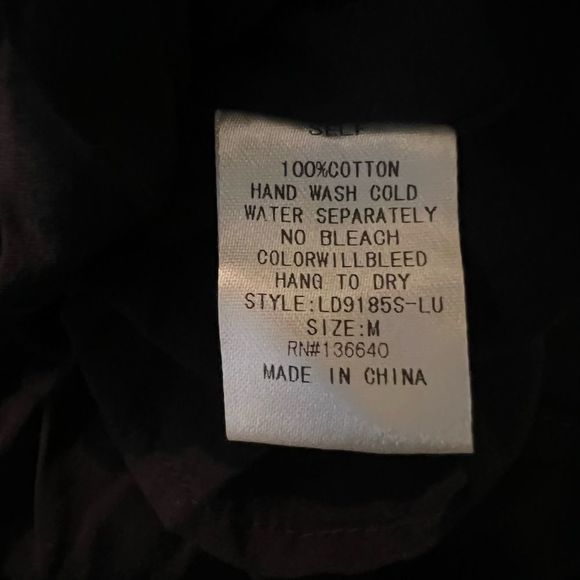 SELF
100%COTTON
HAND WASH COLD
WATER SEPARATELY
NO BLEACH
COLORWILLBLEED
HANG TO DRY
STYLE:LD9185S-LU
SIZE:M
RN#136640
MADE IN CHINA